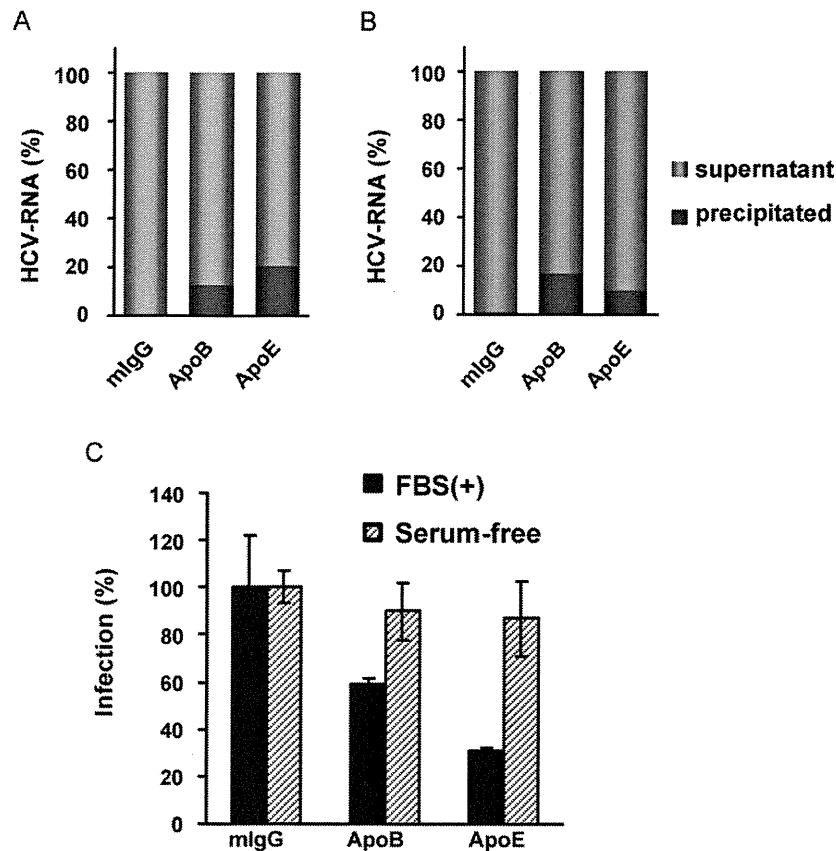 A
HCV-RNA (%)
100
80
60
40
20
0
mIgG
ApoB
ApoE
B
HCV-RNA (%)
100
80
60
40
20
0
mIgG
ApoB
ApoE
supernatant
precipitated
C
Infection (%)
140
120
100
80
60
40
20
0
FBS(+)
Serum-free
mIgG
ApoB
ApoE